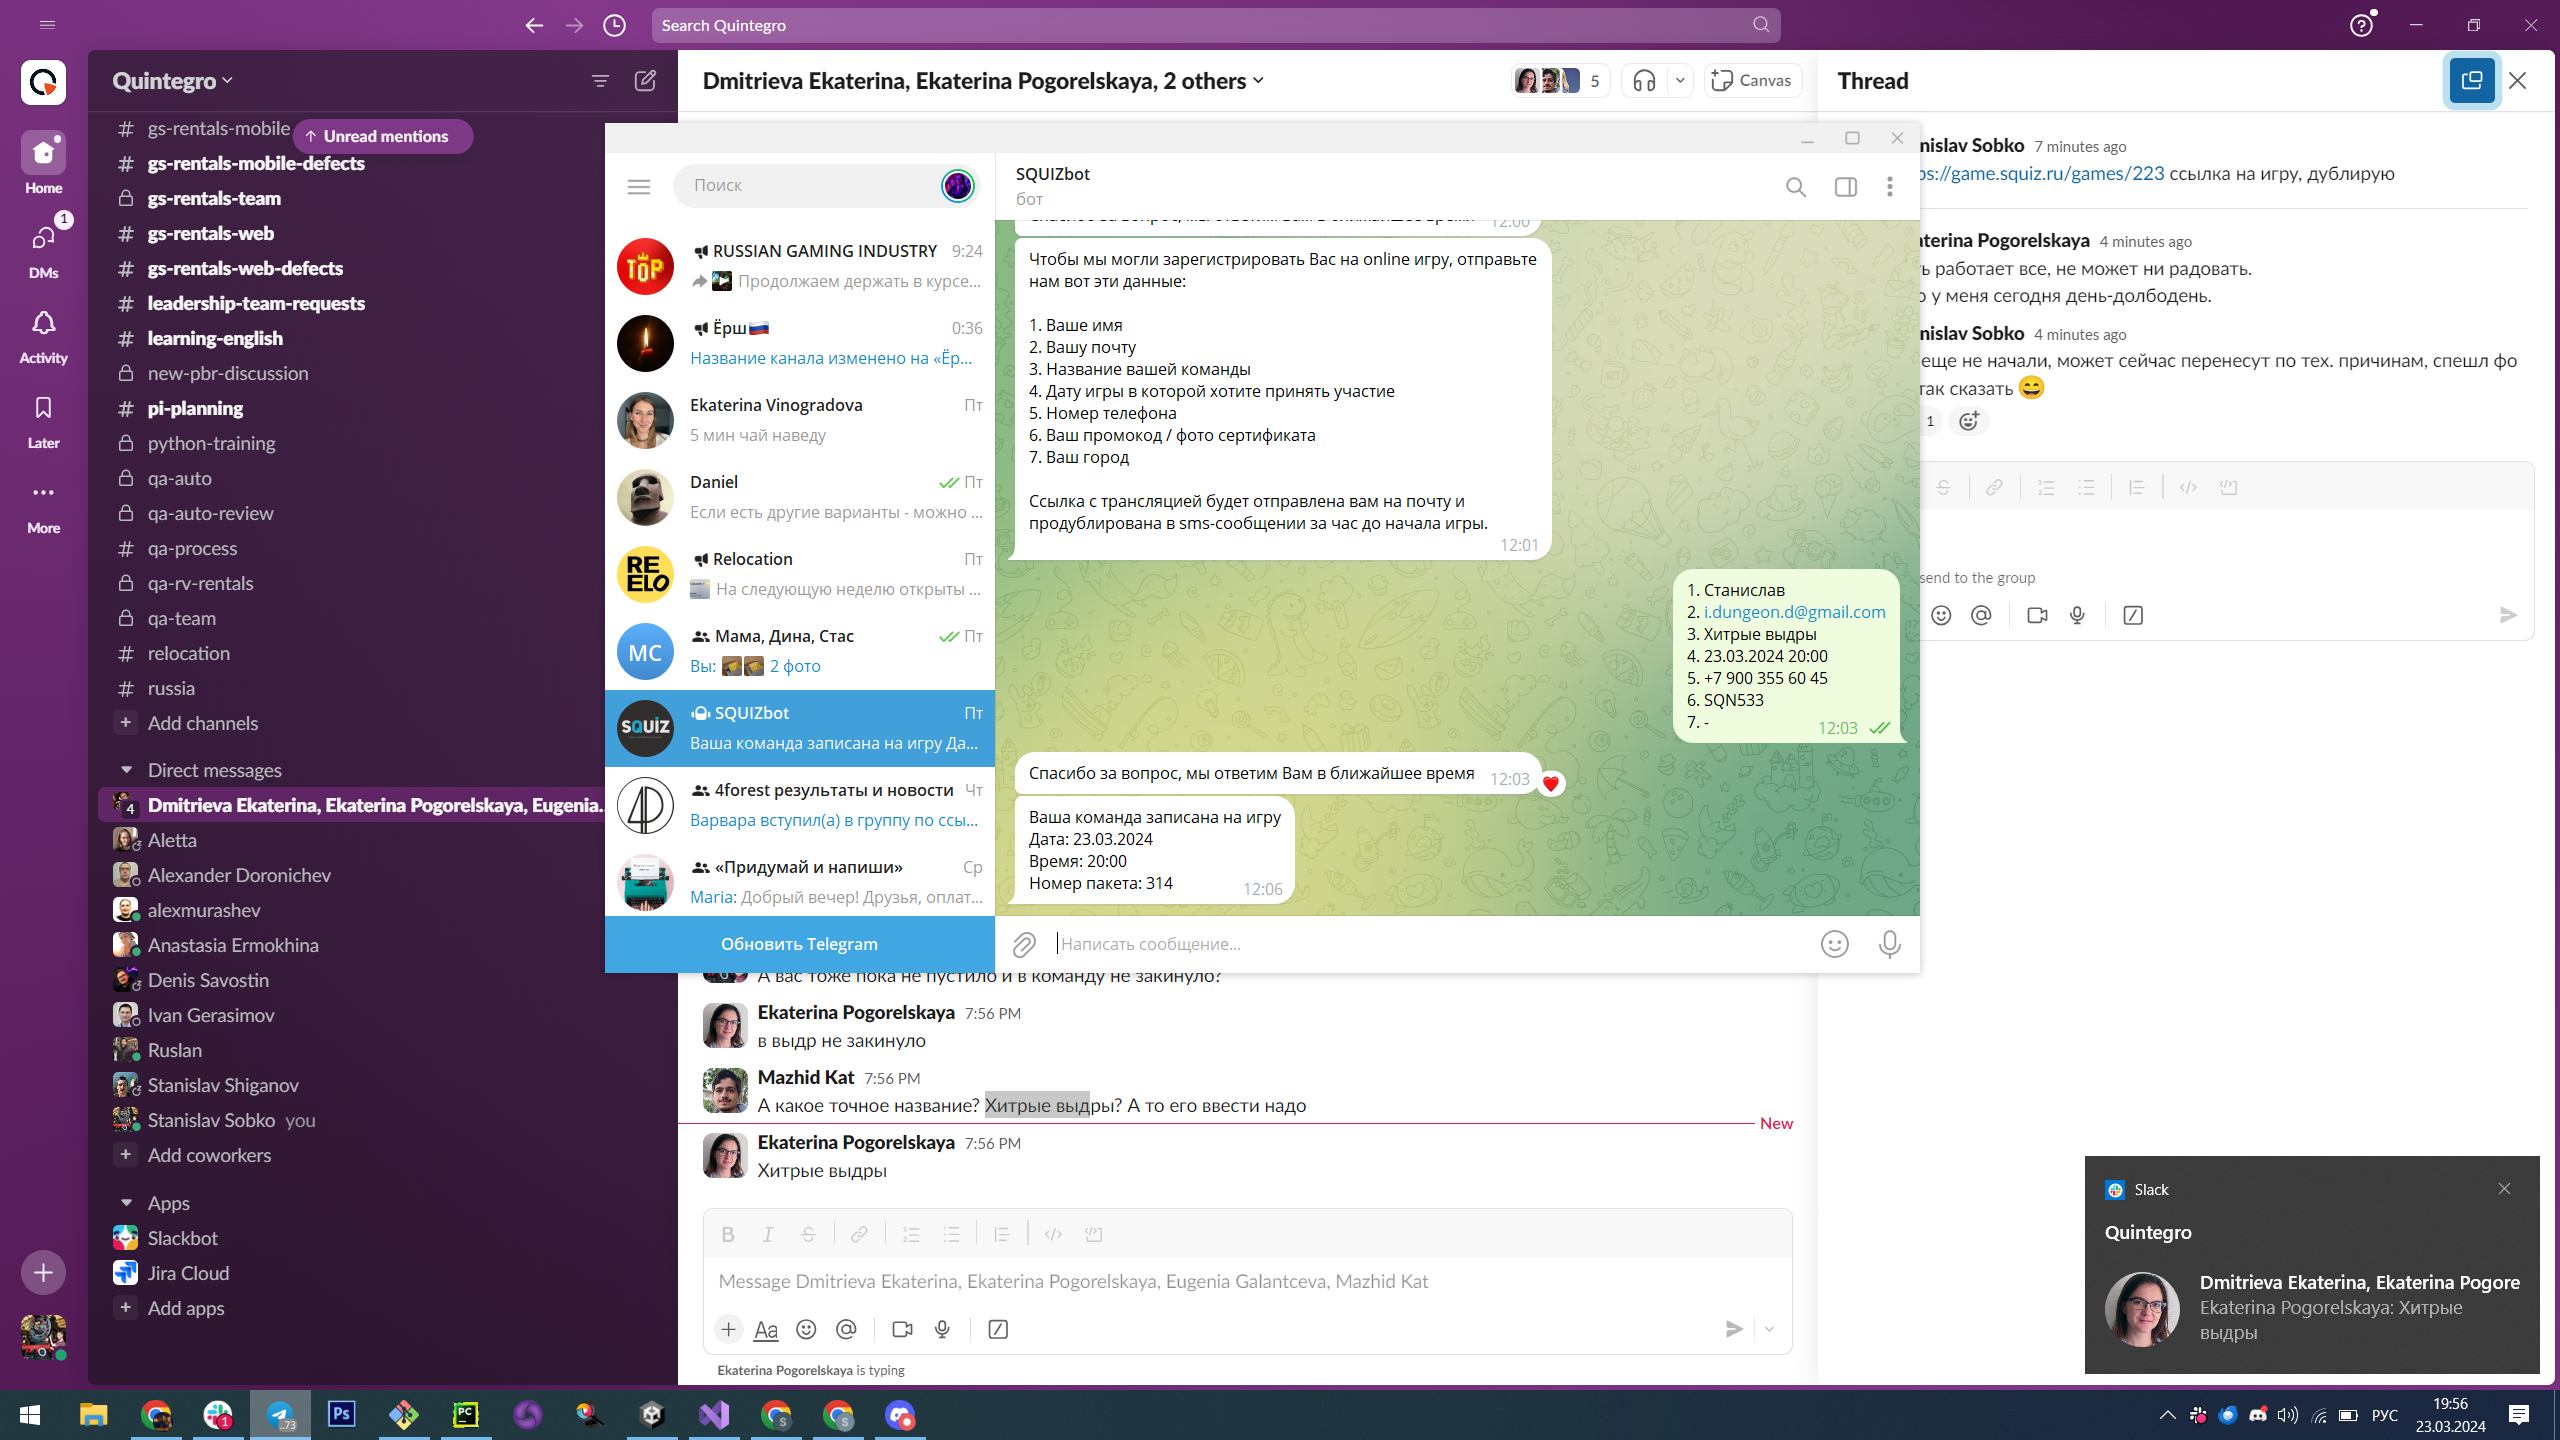 Search Quintegro
Home
1
DMs
Activity
Later
More
Quintegro
gs-rentals-mobile
Unread mentions
gs-rentals-mobile-defects
gs-rentals-team
gs-rentals-web
gs-rentals-web-defects
leadership-team-requests
learning-english
new-pbr-discussion
pi-planning
python-training
qa-auto
qa-auto-review
qa-process
qa-rv-rentals
qa-team
relocation
russia
Add channels
Direct messages
4 Dmitrieva Ekaterina, Ekaterina Pogorelskaya, Eugenia...
Aletta
Alexander Doronichev
alexmurashev
Anastasia Ermokhina
Denis Savostin
Ivan Gerasimov
Ruslan
Stanislav Shiganov
Stanislav Sobko you
Add coworkers
Apps
Slackbot
Jira Cloud
Add apps
Dmitrieva Ekaterina, Ekaterina Pogorelskaya, 2 others
5
Canvas
Поиск
RUSSIAN GAMING INDUSTRY 9:24
Продолжаем держать в курсе...
TOP
Ёрш 0:36
Название канала изменено на «Ёр...
Ekaterina Vinogradova Пт
5 мин чай наведу
Daniel Пт
Если есть другие варианты - можно ...
RE ELO
Relocation Пт
На следующую неделю открыты ...
МС
Мама, Дина, Стас Пт
Вы: 2 фото
SQUIZ
SQUIZbot Пт
Ваша команда записана на игру Да...
4forest результаты и новости Чт
Варвара вступил(а) в группу по ссы...
«Придумай и напиши» Ср
Maria: Добрый вечер! Друзья, оплат...
Обновить Telegram
SQUIZbot
бот
Спасибо за вопрос, мы ответим Вам в ближайшее время 12:00
Чтобы мы могли зарегистрировать Вас на online игру, отправьте
нам вот эти данные:
1. Ваше имя
2. Вашу почту
3. Название вашей команды
4. Дату игры в которой хотите принять участие
5. Номер телефона
6. Ваш промокод / фото сертификата
7. Ваш город
Ссылка с трансляцией будет отправлена вам на почту и
продублирована в sms-сообщении за час до начала игры.
12:01
1. Станислав
2. i.dungeon.d@gmail.com
3. Хитрые выдры
4. 23.03.2024 20:00
5. +7 900 355 60 45
6. SQN533
7. -
12:03
Спасибо за вопрос, мы ответим Вам в ближайшее время 12:03
Ваша команда записана на игру
Дата: 23.03.2024
Время: 20:00
Номер пакета: 314
12:06
Написать сообщение...
А вас тоже пока не пустило и в команду не закинуло?
Ekaterina Pogorelskaya 7:56 PM
в выдр не закинуло
Mazhid Kat 7:56 PM
А какое точное название? Хитрые выдры? А то его ввести надо
New
Ekaterina Pogorelskaya 7:56 PM
Хитрые выдры
Message Dmitrieva Ekaterina, Ekaterina Pogorelskaya, Eugenia Galantceva, Mazhid Kat
Ekaterina Pogorelskaya is typing
Thread
nislav Sobko 7 minutes ago
ps://game.squiz.ru/games/223 ссылка на игру, дублирую
terina Pogorelskaya 4 minutes ago
ь работает все, не может ни радовать.
о у меня сегодня день-долбодень.
nislav Sobko 4 minutes ago
еще не начали, может сейчас перенесут по тех. причинам, спешл фо
так сказать
1
send to the group
Slack
Quintegro
Dmitrieva Ekaterina, Ekaterina Pogore
Ekaterina Pogorelskaya: Хитрые
выдры
1
..73
Ps
PC
S
S
РУС
19:56
23.03.2024